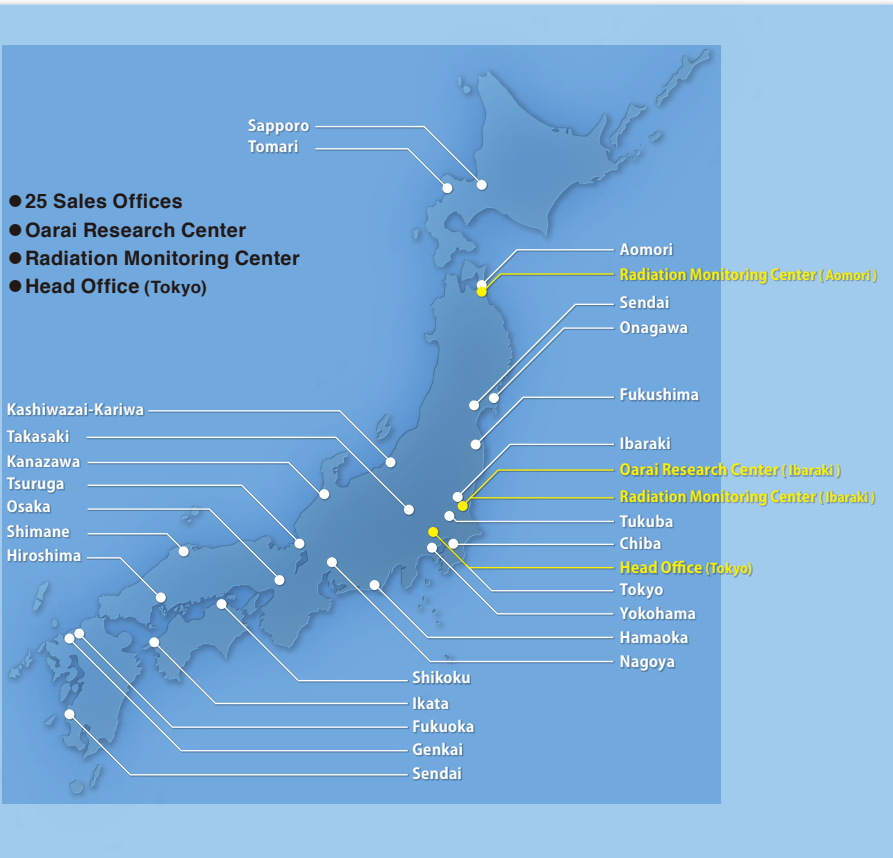 Sapporo
Tomari
●25 Sales Offices
●Oarai Research Center
●Radiation Monitoring Center
●Head Office (Tokyo)
Aomori
Radiation Monitoring Center ( Aomori )
Sendai
Onagawa
Fukushima
Ibaraki
Oarai Research Center ( Ibaraki )
Radiation Monitoring Center ( Ibaraki )
Tukuba
Chiba
Head Office (Tokyo)
Tokyo
Yokohama
Hamaoka
Nagoya
Kashiwazai-Kariwa
Takasaki
Kanazawa
Tsuruga
Osaka
Shimane
Hiroshima
Shikoku
Ikata
Fukuoka
Genkai
Sendai